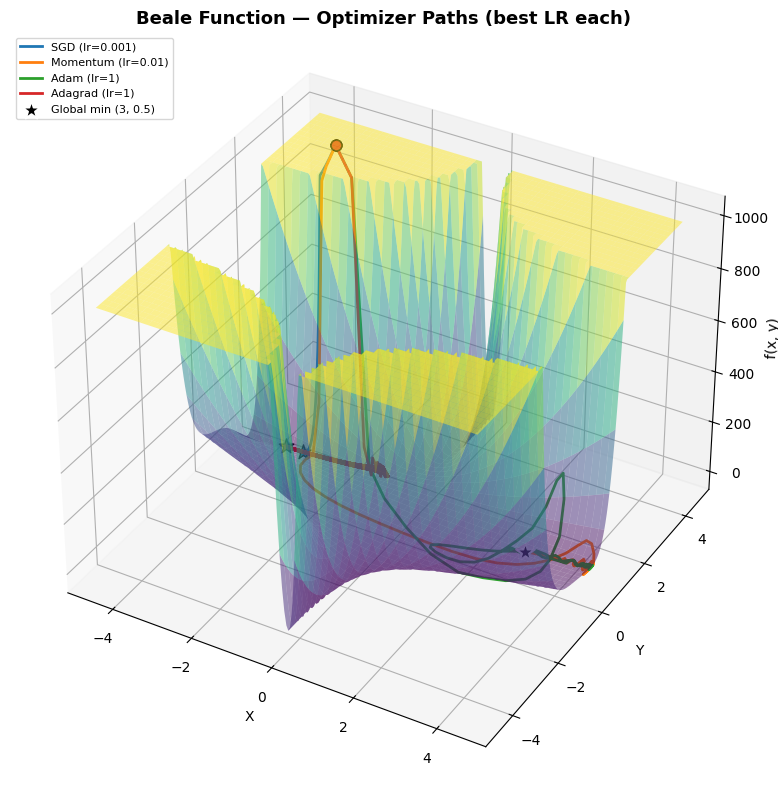 Beale Function — Optimizer Paths (best LR each)
SGD (lr=0.001)
Momentum (lr=0.01)
Adam (lr=1)
Adagrad (lr=1)
Global min (3, 0.5)
1000
800
600
400
200
0
f(x, y)
4
2
0
−2
−4
Y
−4
−2
0
2
4
X